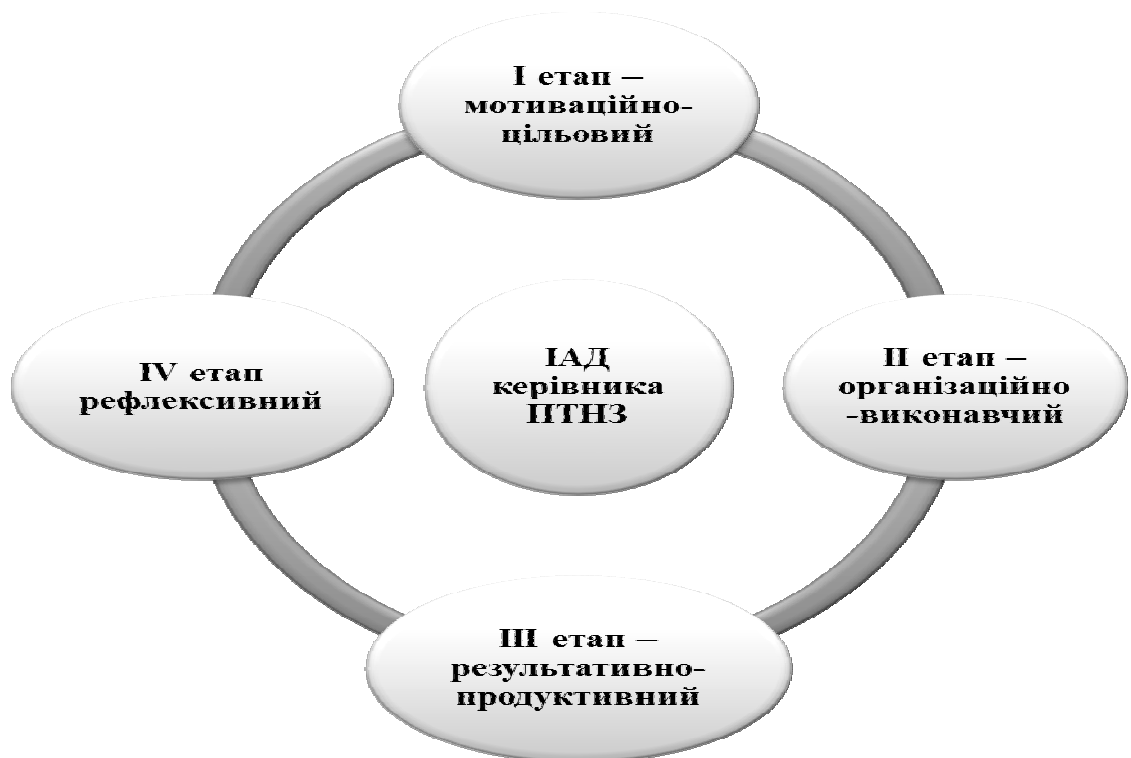 І етап –
мотиваційно-
цільовий
ІАД
керівника
ПТНЗ
ІІ етап –
організаційно
-виконавчий
ІІІ етап –
результативно-
продуктивний
IV етап
рефлексивний